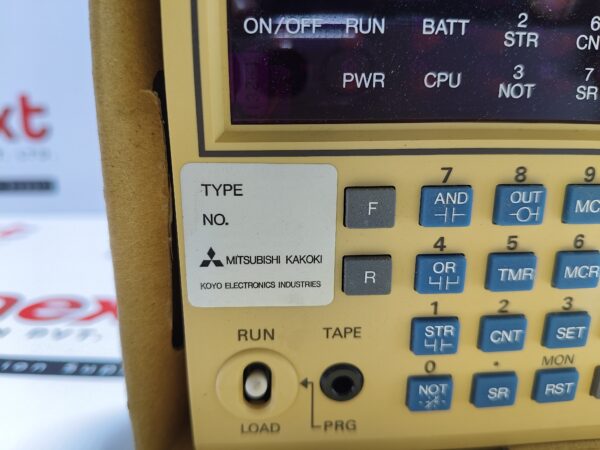 ON/OFF RUN BATT 2 6
STR CN
PWR CPU 3 7
NOT SR
TYPE
NO.
MITSUBISHI KAKOKI
KOYO ELECTRONICS INDUSTRIES
7 8 9
F AND OUT MC
4 5 6
R OR TMR MCR
1 2 3
STR CNT SET
0 • MON
NOT SR RST
RUN TAPE
LOAD PRG